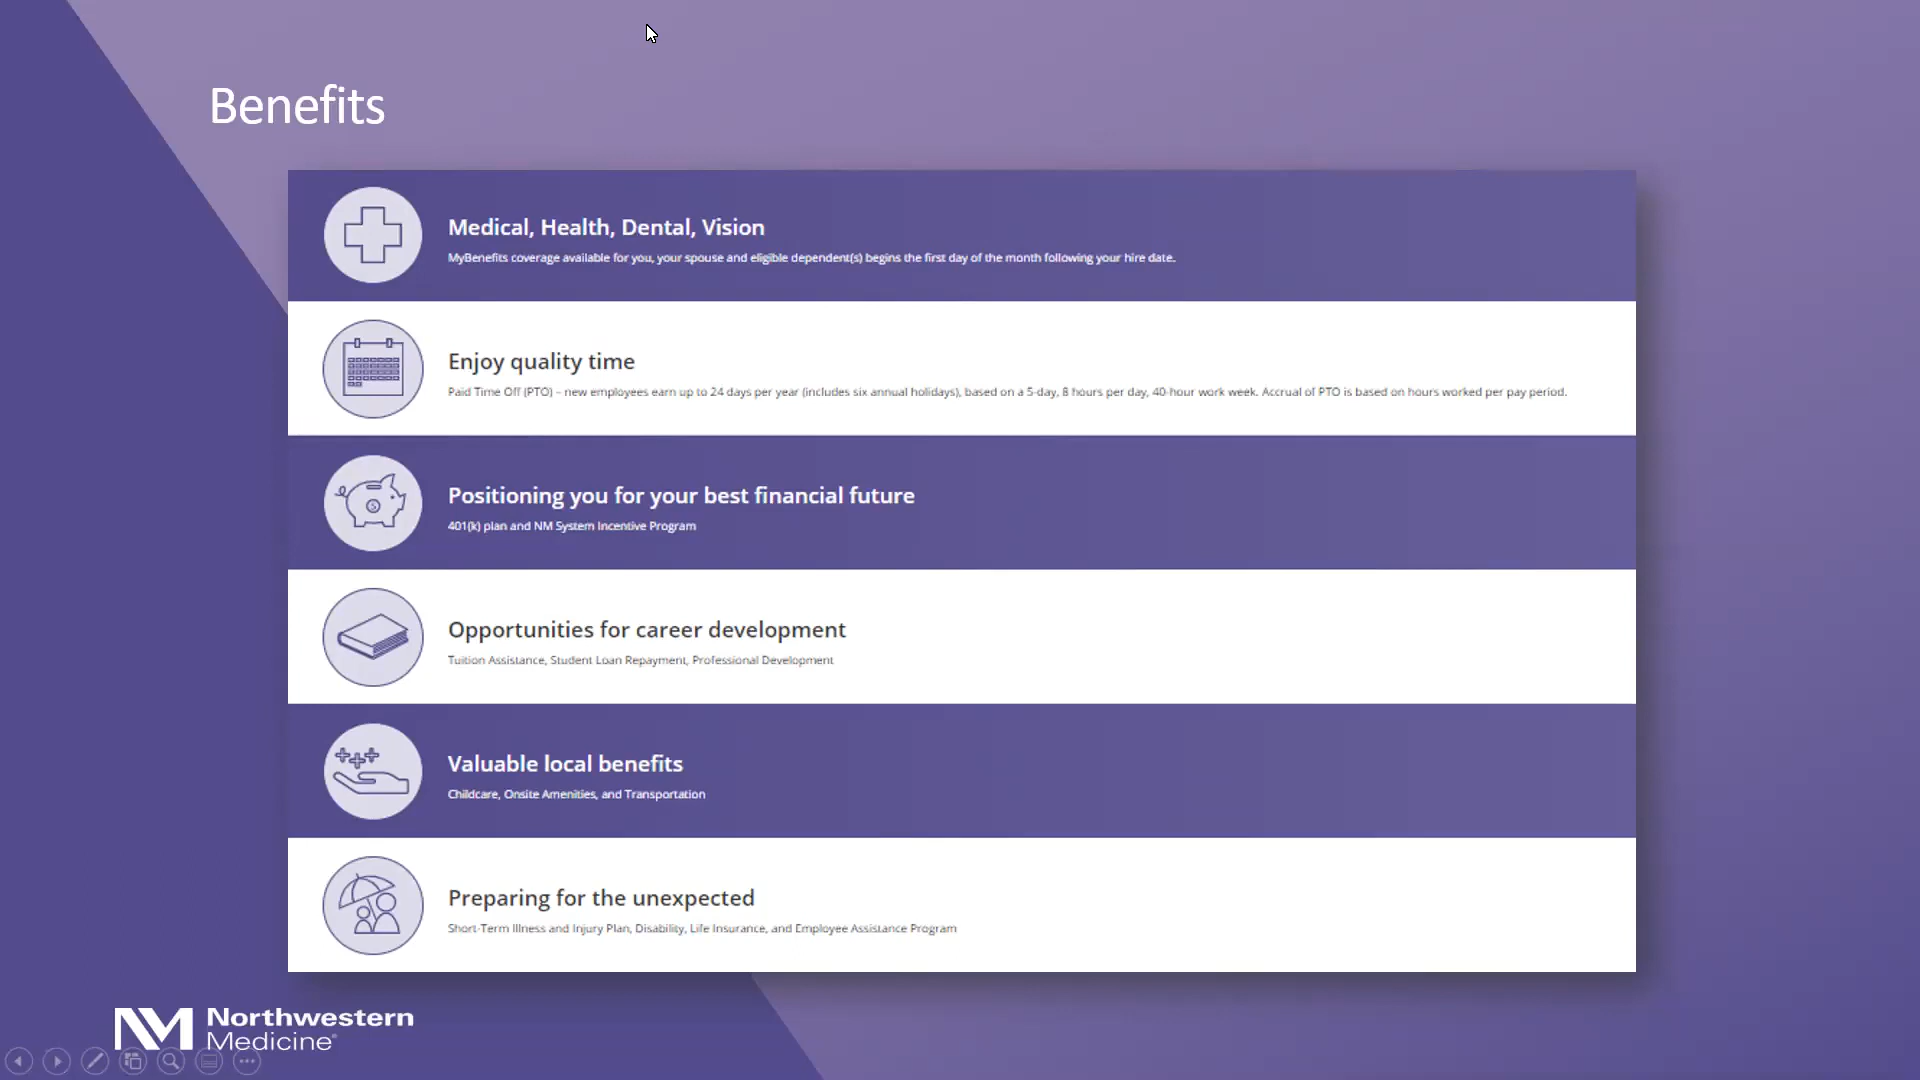 Benefits
Medical, Health, Dental, Vision
MyBenefits coverage available for you, your spouse and eligible dependent(s) begins the first day of the month following your hire date.
Enjoy quality time
Paid Time Off (PTO) – new employees earn up to 24 days per year (includes six annual holidays), based on a 5-day, 8 hours per day, 40-hour work week. Accrual of PTO is based on hours worked per pay period.
Positioning you for your best financial future
401(k) plan and NM System Incentive Program
Opportunities for career development
Tuition Assistance, Student Loan Repayment, Professional Development
Valuable local benefits
Childcare, Onsite Amenities, and Transportation
Preparing for the unexpected
Short-Term Illness and Injury Plan, Disability, Life Insurance, and Employee Assistance Program
NM Northwestern
Medicine®